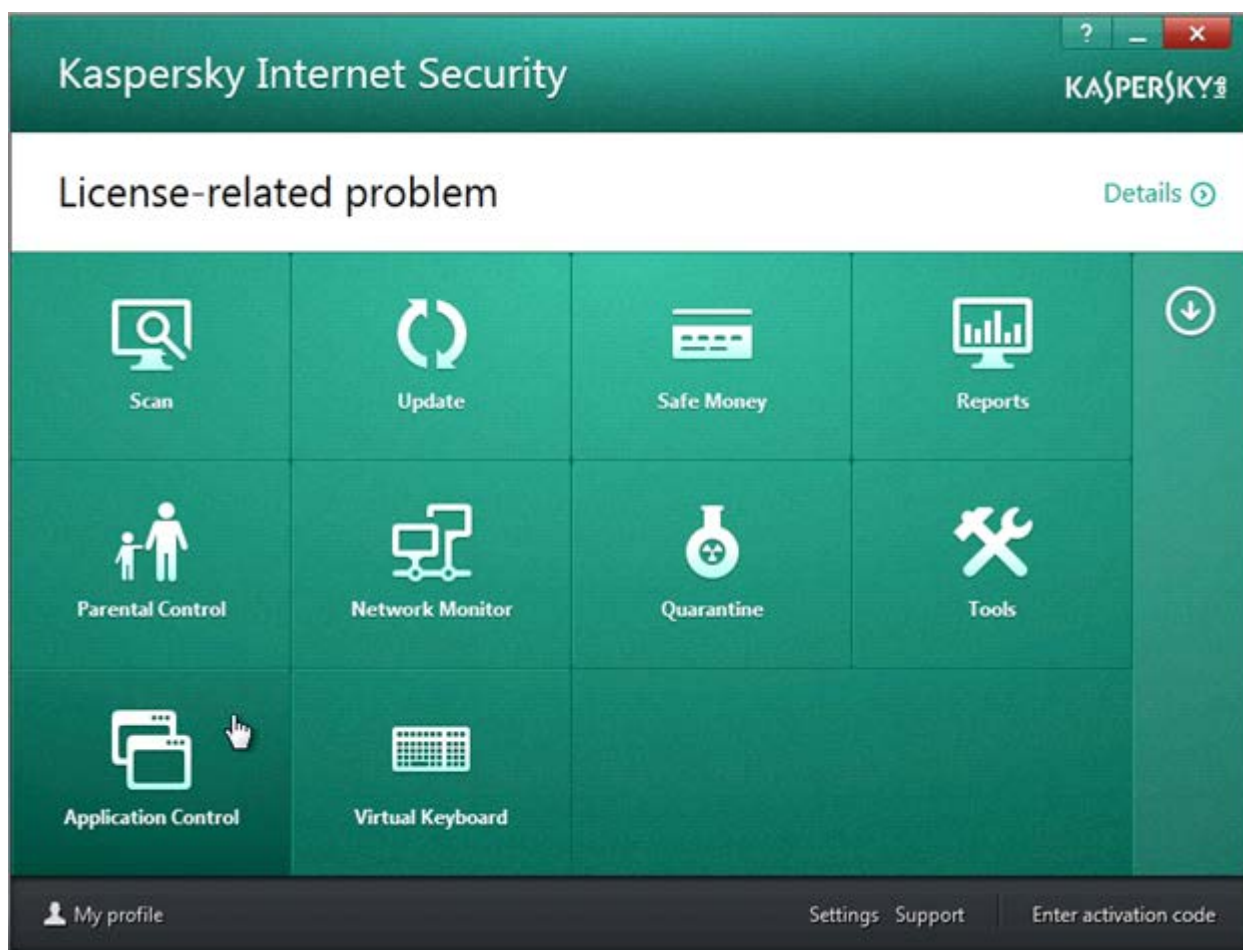 ?
Kaspersky Internet Security
KASPERSKY lab
License-related problem
Details
Scan
Update
Safe Money
Reports
Parental Control
Network Monitor
Quarantine
Tools
Application Control
Virtual Keyboard
My profile
Settings
Support
Enter activation code